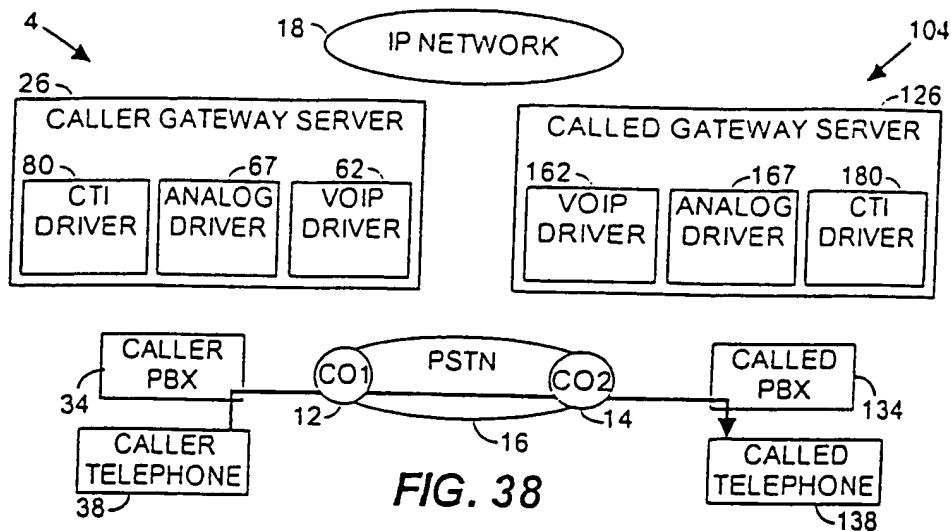 4
18
IP NETWORK
104
26
CALLER GATEWAY SERVER
80
CTI
DRIVER
67
ANALOG
DRIVER
62
VOIP
DRIVER
126
CALLED GATEWAY SERVER
162
VOIP
DRIVER
167
ANALOG
DRIVER
180
CTI
DRIVER
CALLER
PBX
34
CALLER
TELEPHONE
38
CO1
12
PSTN
16
CO2
14
CALLED
PBX
134
CALLED
TELEPHONE
138
FIG. 38